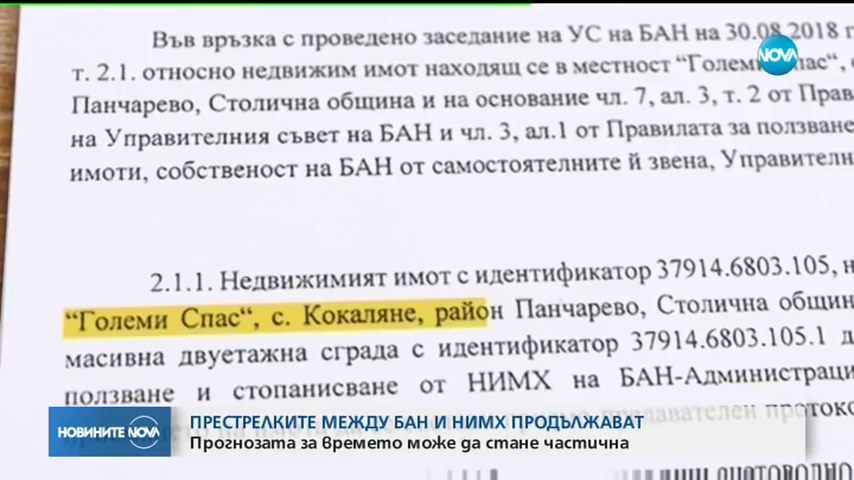 Във връзка с проведено заседание на УС на БАН на 30.08.2018 г
т. 2.1. относно недвижим имот находящ се в местност “Големи Спас“,
Панчарево, Столична община и на основание чл. 7, ал. 3, т. 2 от Прав
на Управителния съвет на БАН и чл. 3, ал.1 от Правилата за ползване
имоти, собственост на БАН от самостоятелните й звена, Управителн
2.1.1. Недвижимият имот с идентификатор 37914.6803.105, н
“Големи Спас“, с. Кокаляне, район Панчарево, Столична общин
масивна двуетажна сграда с идентификатор 37914.6803.105.1 д
ползване и стопанисване от НИМХ на БАН-Администраци
NOVA
НОВИНИТЕ NOVA
ПРЕСТРЕЛКИТЕ МЕЖДУ БАН И НИМХ ПРОДЪЛЖАВАТ
Прогнозата за времето може да стане частична